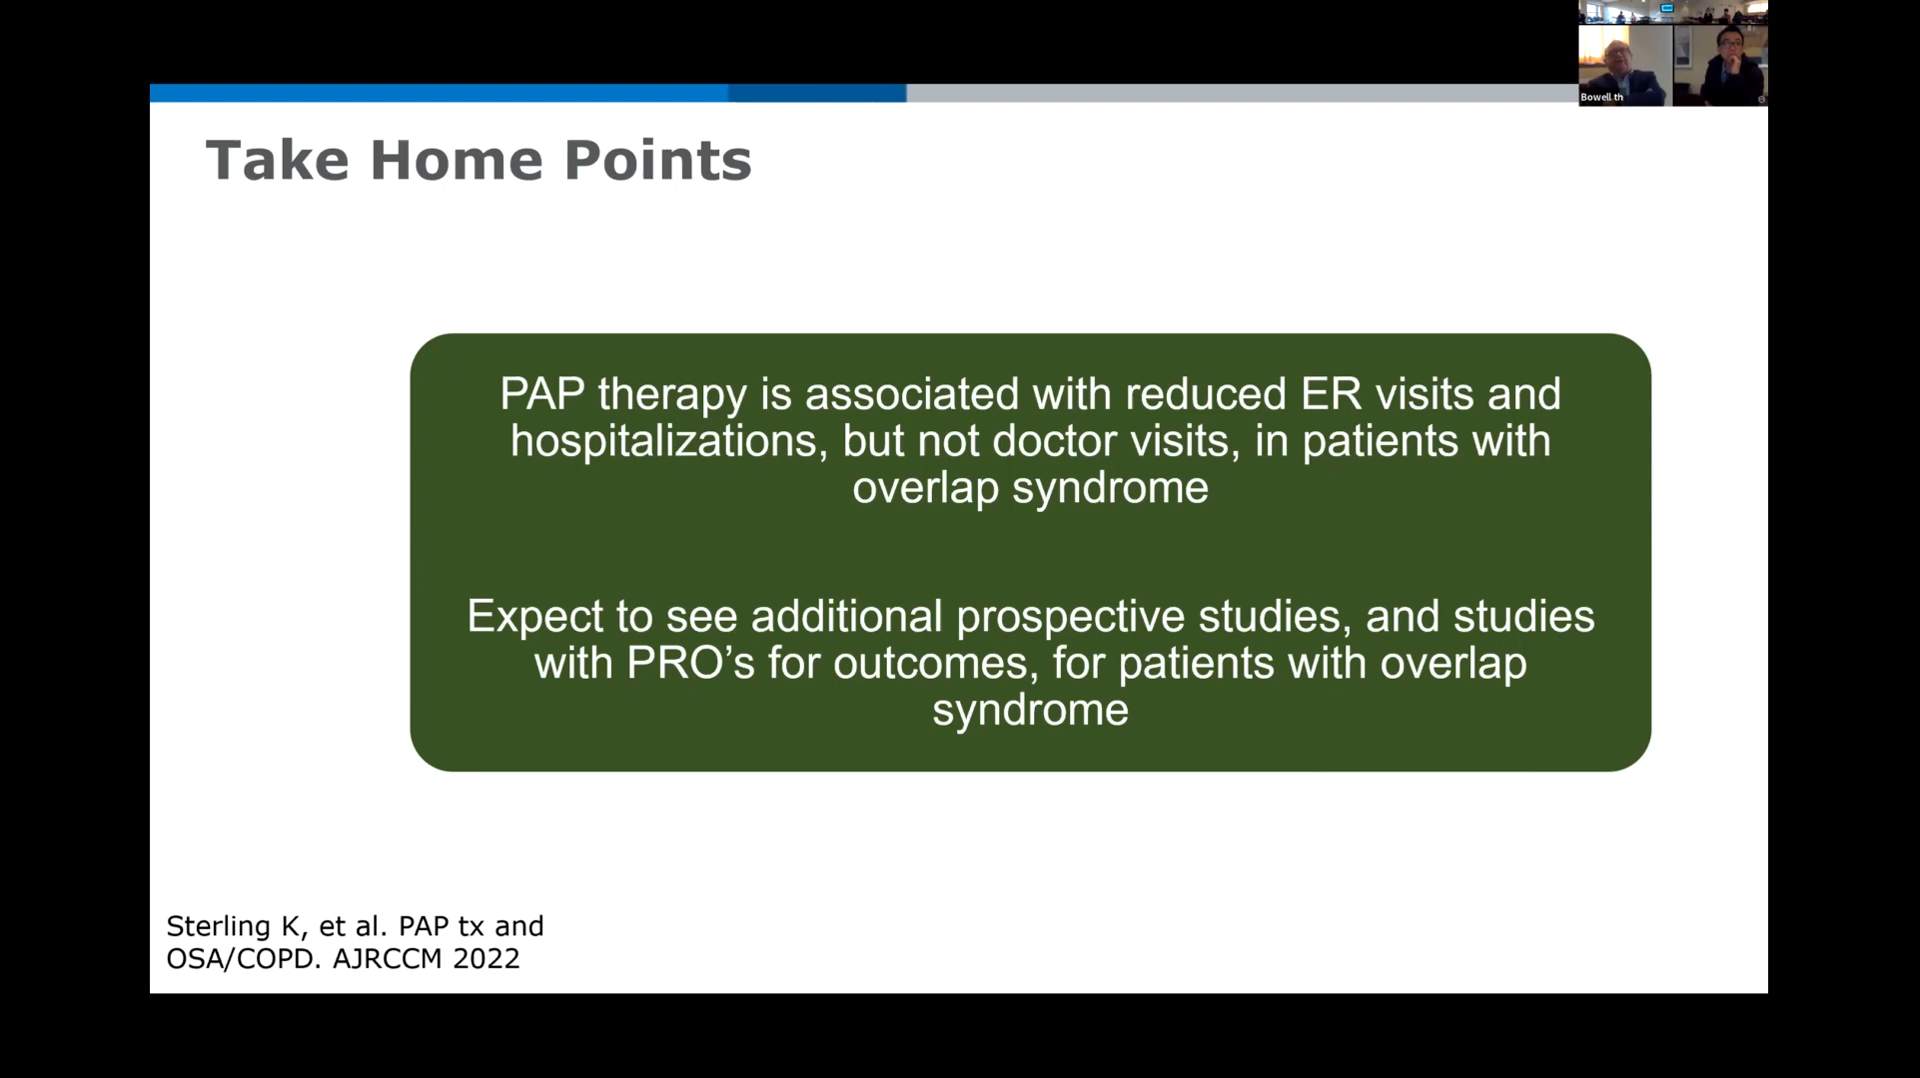 Bowell th
Take Home Points
PAP therapy is associated with reduced ER visits and
hospitalizations, but not doctor visits, in patients with
overlap syndrome
Expect to see additional prospective studies, and studies
with PRO’s for outcomes, for patients with overlap
syndrome
Sterling K, et al. PAP tx and
OSA/COPD. AJRCCM 2022